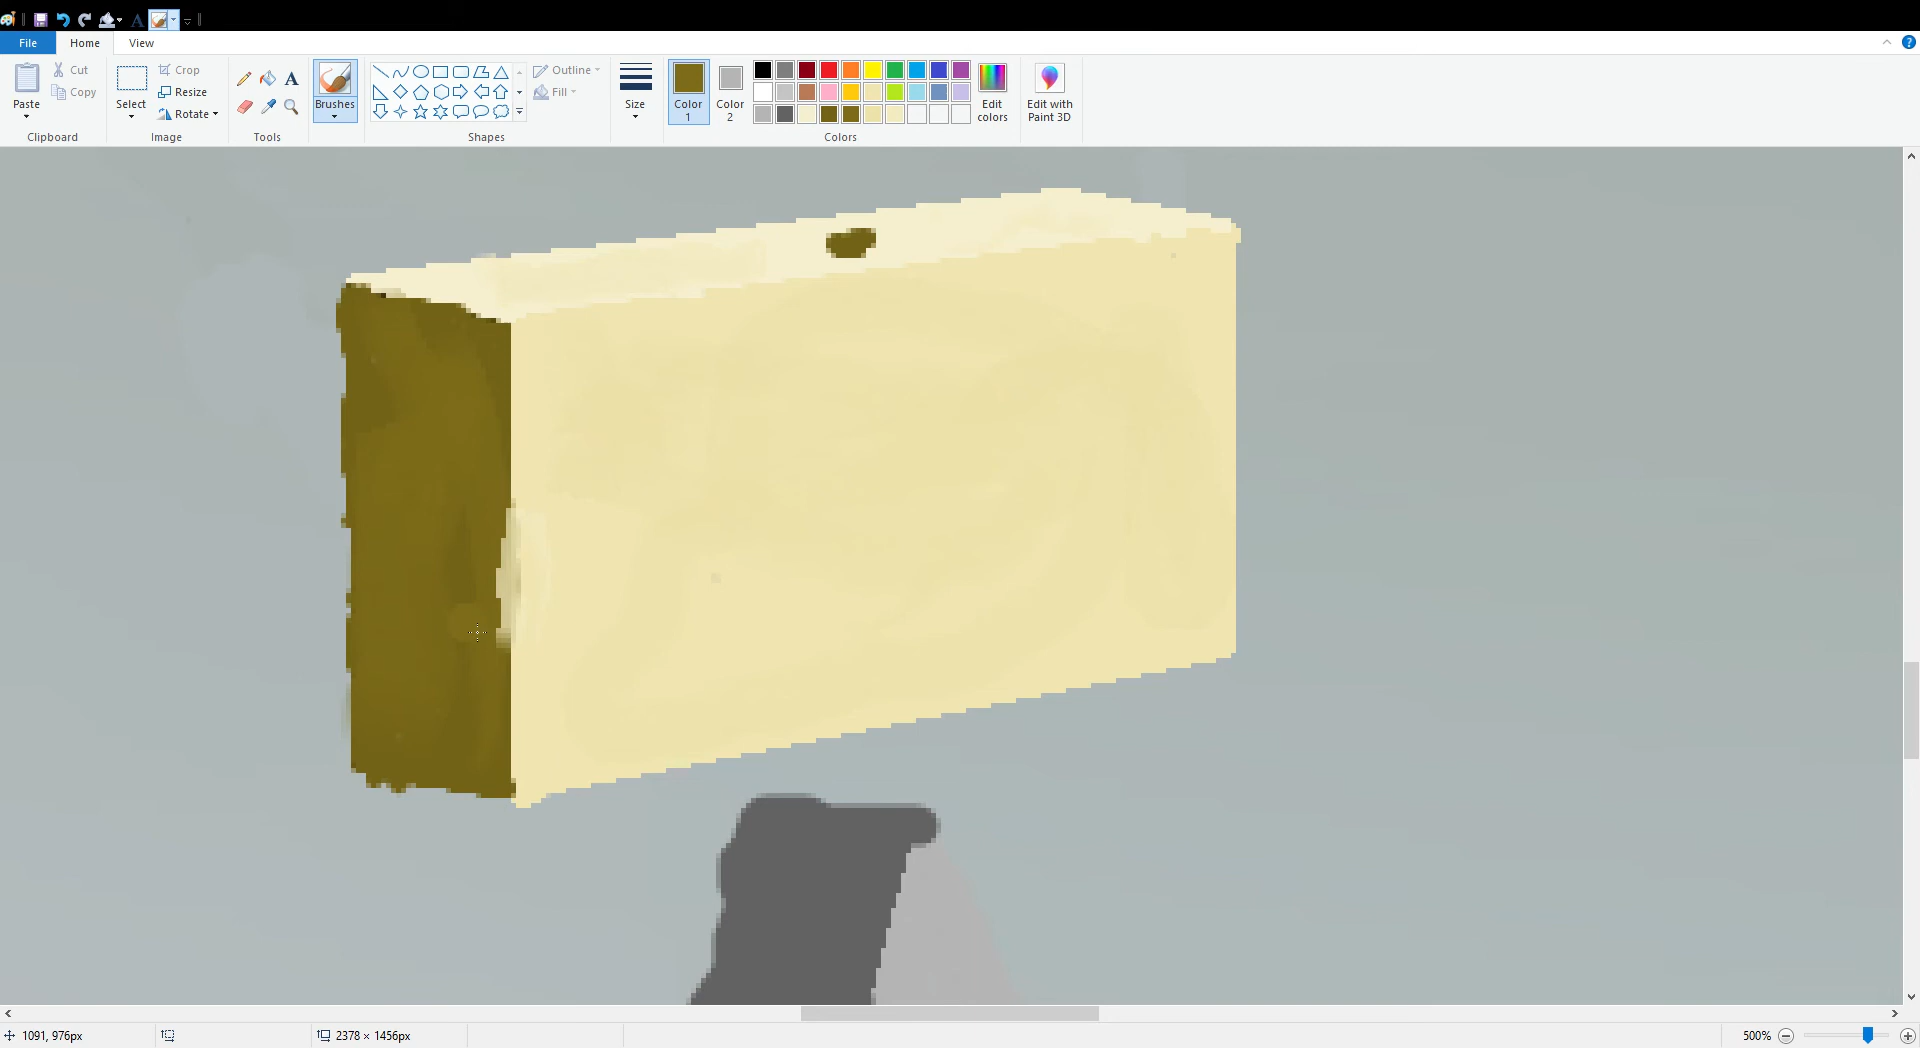 A
File
Home
View
?
Paste
Cut
Copy
Clipboard
Select
Crop
Resize
Rotate
Image
A
Tools
Brushes
Outline
Fill
Shapes
Size
Color
1
Color
2
Edit
colors
Colors
Edit with
Paint 3D
1091, 976px
2378 × 1456px
500%